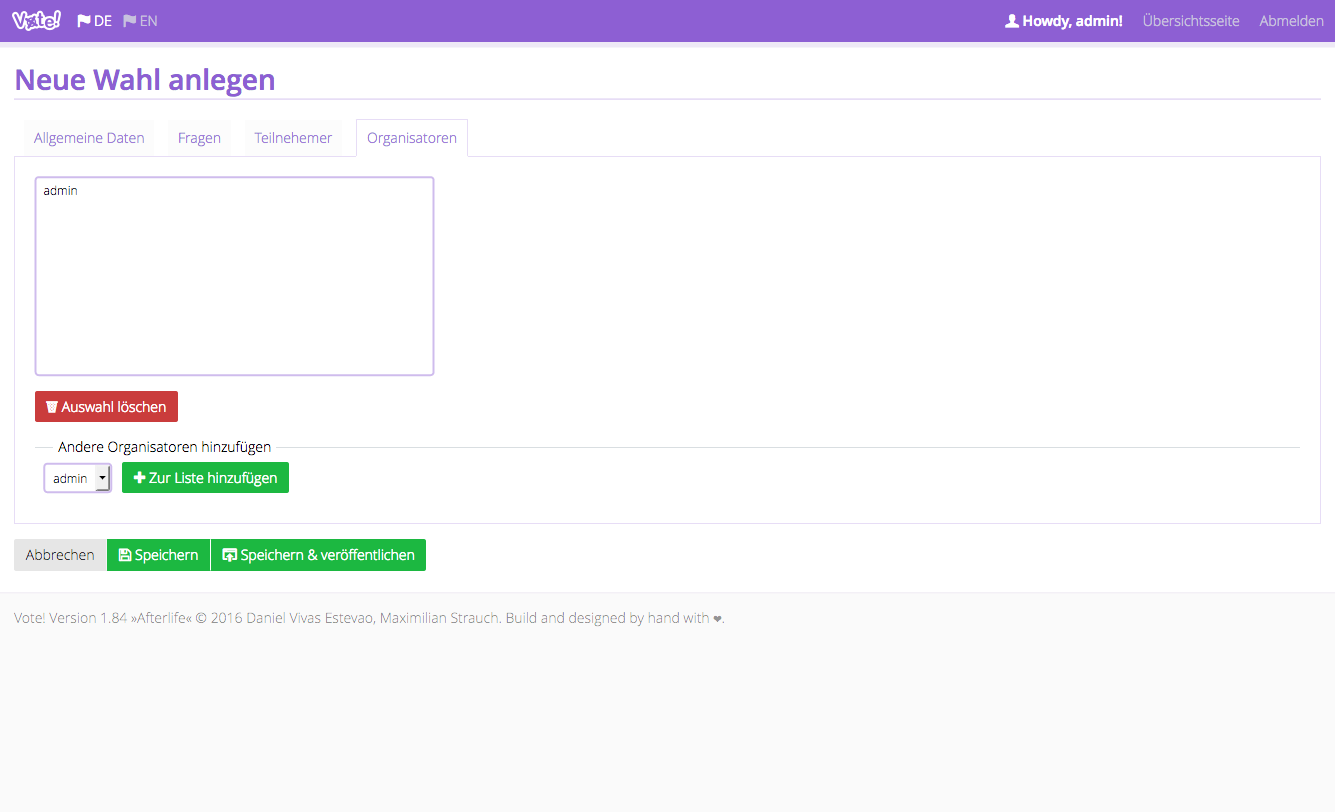 Vote! DE EN Howdy, admin! Übersichtsseite Abmelden
Neue Wahl anlegen
Allgemeine Daten Fragen Teilnehemer Organisatoren
admin
Auswahl löschen
Andere Organisatoren hinzufügen
admin Zur Liste hinzufügen
Abbrechen Speichern Speichern & veröffentlichen
Vote! Version 1.84 »Afterlife« © 2016 Daniel Vivas Estevao, Maximilian Strauch. Build and designed by hand with ❤.